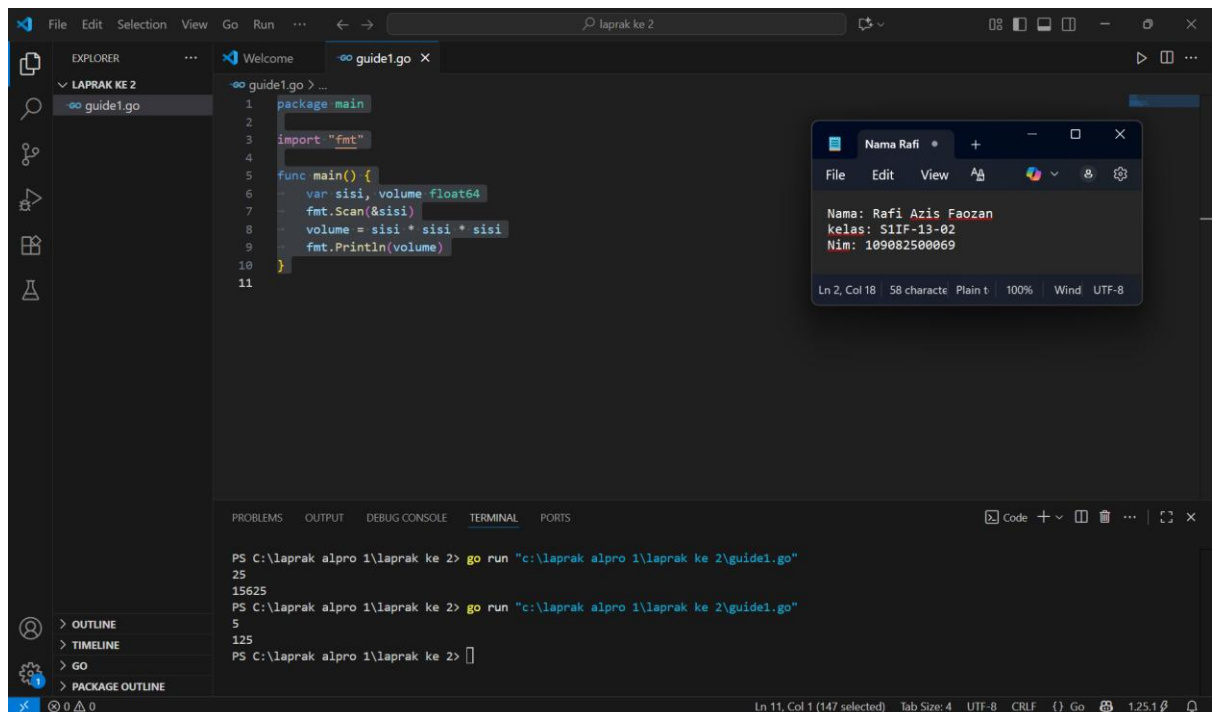 File Edit Selection View Go Run ... laprak ke 2
EXPLORER ...
Welcome
guide1.go
LAPRAK KE 2
guide1.go
guide1.go > ...
1 package main
2
3 import "fmt"
4
5 func main() {
6 var sisi, volume float64
7 fmt.Scan(&sisi)
8 volume = sisi * sisi * sisi
9 fmt.Println(volume)
10 }
11
Nama Rafi
File Edit View
Nama: Rafi Azis Faozan
kelas: S1IF-13-02
Nim: 109082500069
Ln 2, Col 18 58 characte Plain t 100% Wind UTF-8
PROBLEMS OUTPUT DEBUG CONSOLE TERMINAL PORTS
Code
PS C:\laprak alpro 1\laprak ke 2> go run "c:\laprak alpro 1\laprak ke 2\guide1.go"
25
15625
PS C:\laprak alpro 1\laprak ke 2> go run "c:\laprak alpro 1\laprak ke 2\guide1.go"
5
125
PS C:\laprak alpro 1\laprak ke 2>
> OUTLINE
> TIMELINE
> GO
> PACKAGE OUTLINE
1
0 0 Ln 11, Col 1 (147 selected) Tab Size: 4 UTF-8 CRLF {} Go 1.25.1